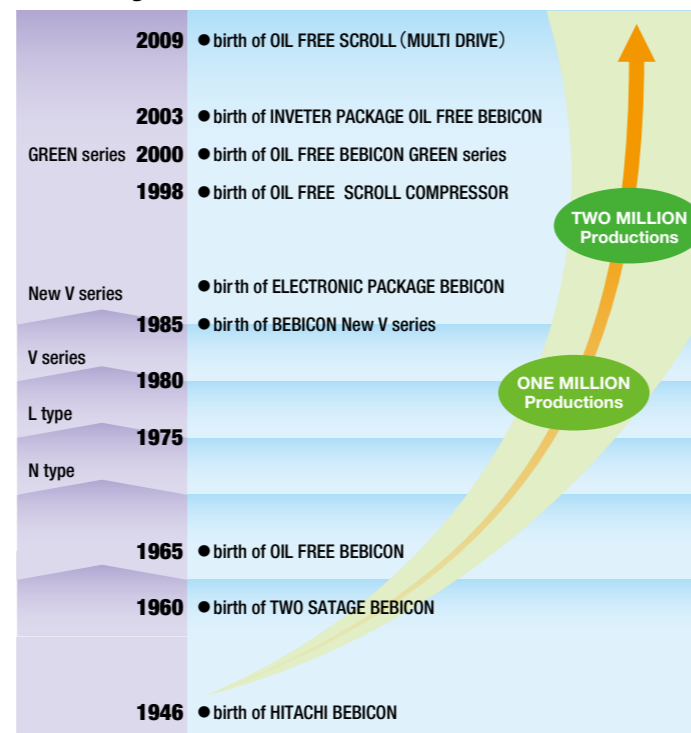 2009 ●birth of OIL FREE SCROLL（MULTI DRIVE）
2003 ●birth of INVETER PACKAGE OIL FREE BEBICON
GREEN series 2000 ●birth of OIL FREE BEBICON GREEN series
1998 ●birth of OIL FREE SCROLL COMPRESSOR
TWO MILLION
Productions
●birth of ELECTRONIC PACKAGE BEBICON
New V series
1985 ●birth of BEBICON New V series
V series
1980
ONE MILLION
Productions
L type
1975
N type
1965 ●birth of OIL FREE BEBICON
1960 ●birth of TWO SATAGE BEBICON
1946 ●birth of HITACHI BEBICON